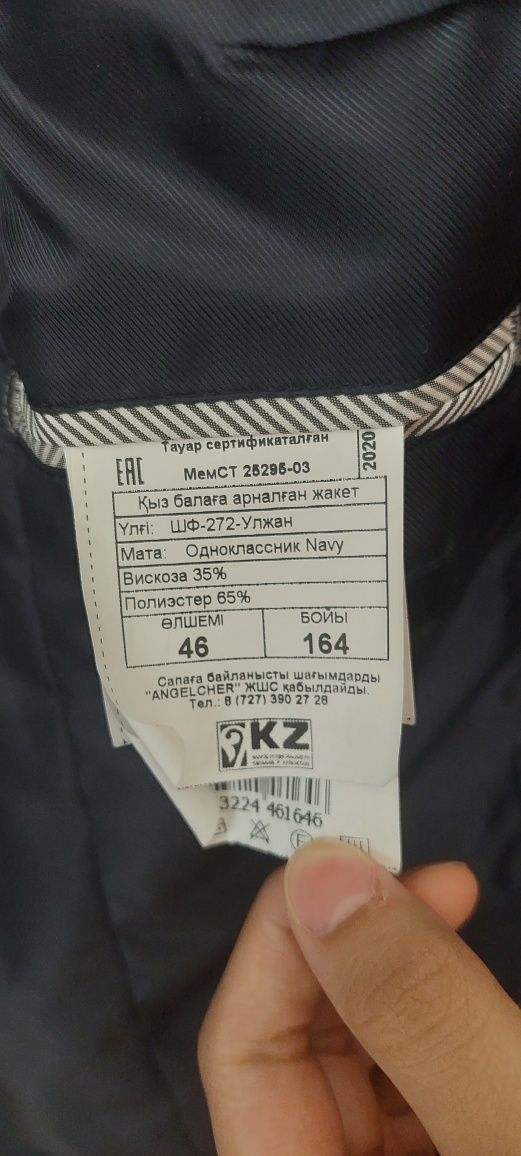 Тауар сертификаталған
EAC
МемСТ 25295-03
2020
Қыз балаға арналған жакет
Үлгі: ШФ-272-Улжан
Мата: Одноклассник Navy
Вискоза 35%
Полиэстер 65%
ӨЛШЕМІ БОЙЫ
46 164
Сапаға байланысты шағымдарды
"ANGELCHER" ЖШС қабылдайды.
Тел.: 8 (727) 390 27 28
KZ
3224 461646